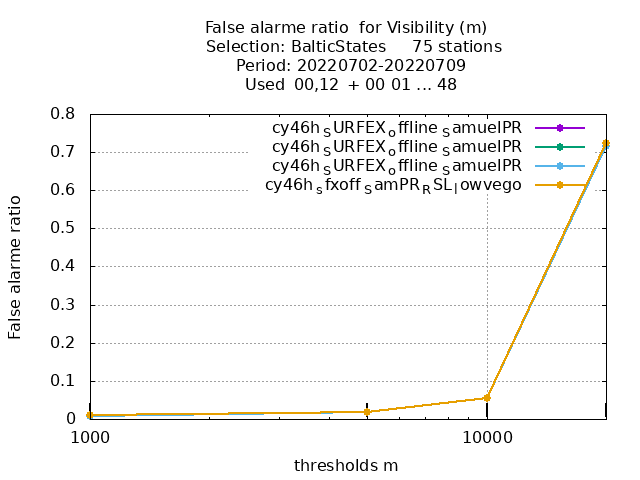 False alarme ratio  for Visibility (m)
Selection: BalticStates     75 stations
Period: 20220702-20220709
Used  00,12  + 00 01 ... 48
0.8
0.7
0.6
0.5
0.4
0.3
0.2
0.1
0
False alarme ratio
cy46h_SURFEX_offline_SamuelPR
cy46h_SURFEX_offline_SamuelPR
cy46h_SURFEX_offline_SamuelPR
cy46h_sfxoff_SamPR_RSL_lowvego
1000
10000
thresholds m